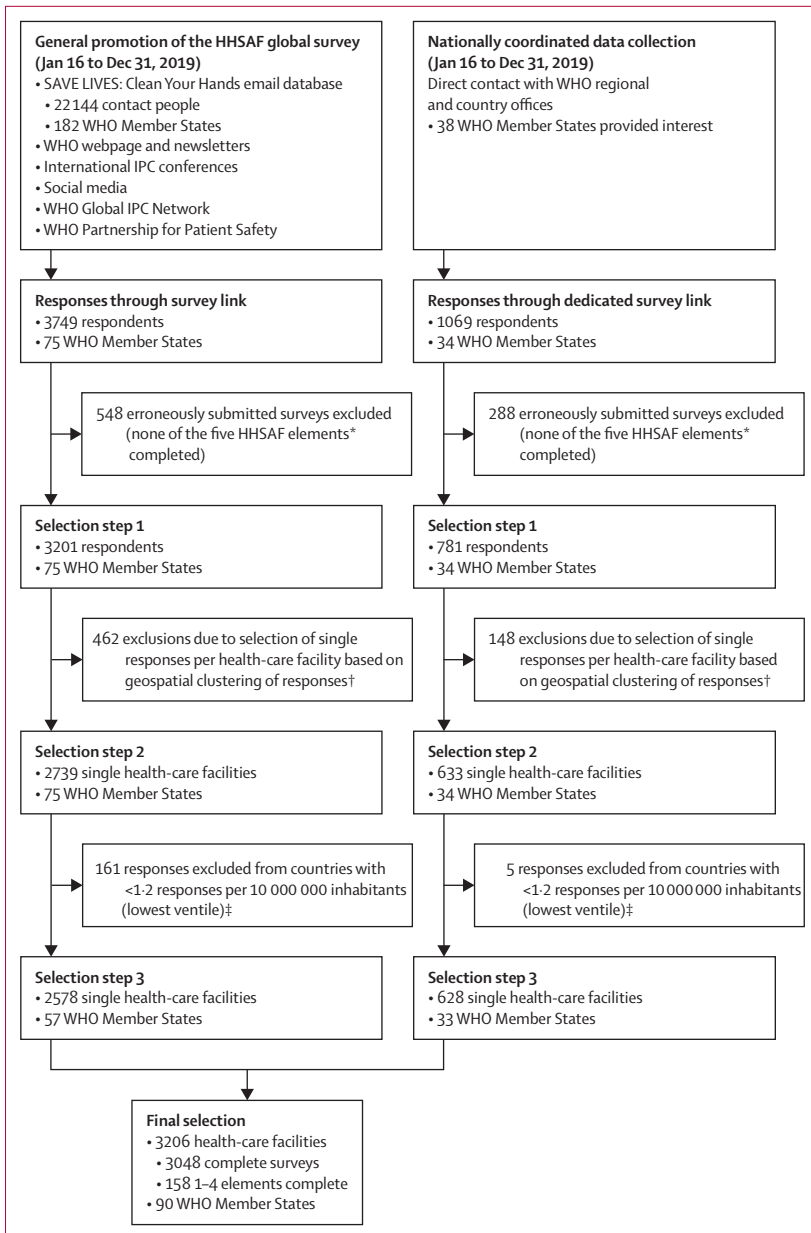 General promotion of the HHSAF global survey
(Jan 16 to Dec 31, 2019)
• SAVE LIVES: Clean Your Hands email database
• 22 144 contact people
• 182 WHO Member States
• WHO webpage and newsletters
• International IPC conferences
• Social media
• WHO Global IPC Network
• WHO Partnership for Patient Safety
Nationally coordinated data collection
(Jan 16 to Dec 31, 2019)
Direct contact with WHO regional
and country offices
• 38 WHO Member States provided interest
Responses through survey link
• 3749 respondents
• 75 WHO Member States
Responses through dedicated survey link
• 1069 respondents
• 34 WHO Member States
548 erroneously submitted surveys excluded
(none of the five HHSAF elements*
completed)
288 erroneously submitted surveys excluded
(none of the five HHSAF elements*
completed)
Selection step 1
• 3201 respondents
• 75 WHO Member States
Selection step 1
• 781 respondents
• 34 WHO Member States
462 exclusions due to selection of single
responses per health-care facility based on
geospatial clustering of responses†
148 exclusions due to selection of single
responses per health-care facility based
on geospatial clustering of responses†
Selection step 2
• 2739 single health-care facilities
• 75 WHO Member States
Selection step 2
• 633 single health-care facilities
• 34 WHO Member States
161 responses excluded from countries with
<1·2 responses per 10 000 000 inhabitants
(lowest ventile)‡
5 responses excluded from countries with
<1·2 responses per 10 000 000 inhabitants
(lowest ventile)‡
Selection step 3
• 2578 single health-care facilities
• 57 WHO Member States
Selection step 3
• 628 single health-care facilities
• 33 WHO Member States
Final selection
• 3206 health-care facilities
• 3048 complete surveys
• 158 1–4 elements complete
• 90 WHO Member States